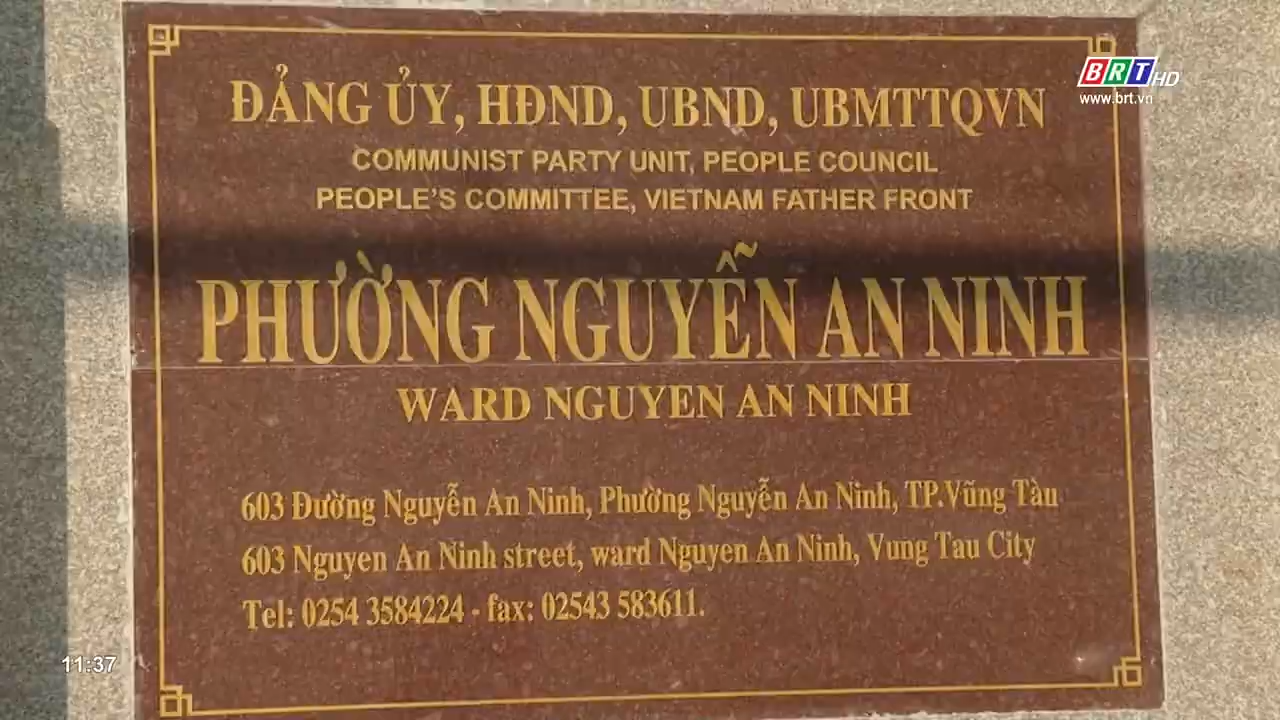 BRT HD
www.brt.vn
ĐẢNG ỦY, HĐND, UBND, UBMTTQVN
COMMUNIST PARTY UNIT, PEOPLE COUNCIL
PEOPLE'S COMMITTEE, VIETNAM FATHER FRONT
PHƯỜNG NGUYỄN AN NINH
WARD NGUYEN AN NINH
603 Đường Nguyễn An Ninh, Phường Nguyễn An Ninh, TP.Vũng Tàu
603 Nguyen An Ninh street, ward Nguyen An Ninh, Vung Tau City
Tel: 0254 3584224 - fax: 02543 583611.
11:37